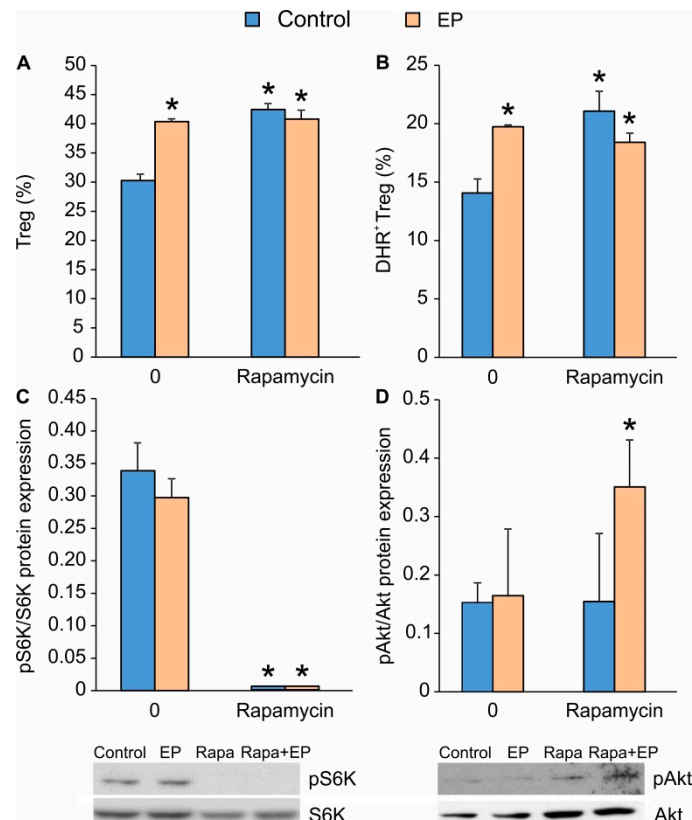 Control EP
A
50
45
40
35
30
25
20
15
10
5
0
Treg (%)
* * *
0 Rapamycin
B
25
20
15
10
5
0
DHR+Treg (%)
* * *
0 Rapamycin
C
0.45
0.40
0.35
0.30
0.25
0.20
0.15
0.10
0.05
0
pS6K/S6K protein expression
* *
0 Rapamycin
D
0.5
0.4
0.3
0.2
0.1
0
pAkt/Akt protein expression
*
0 Rapamycin
Control EP Rapa Rapa+EP
pS6K
S6K
Control EP Rapa Rapa+EP
pAkt
Akt